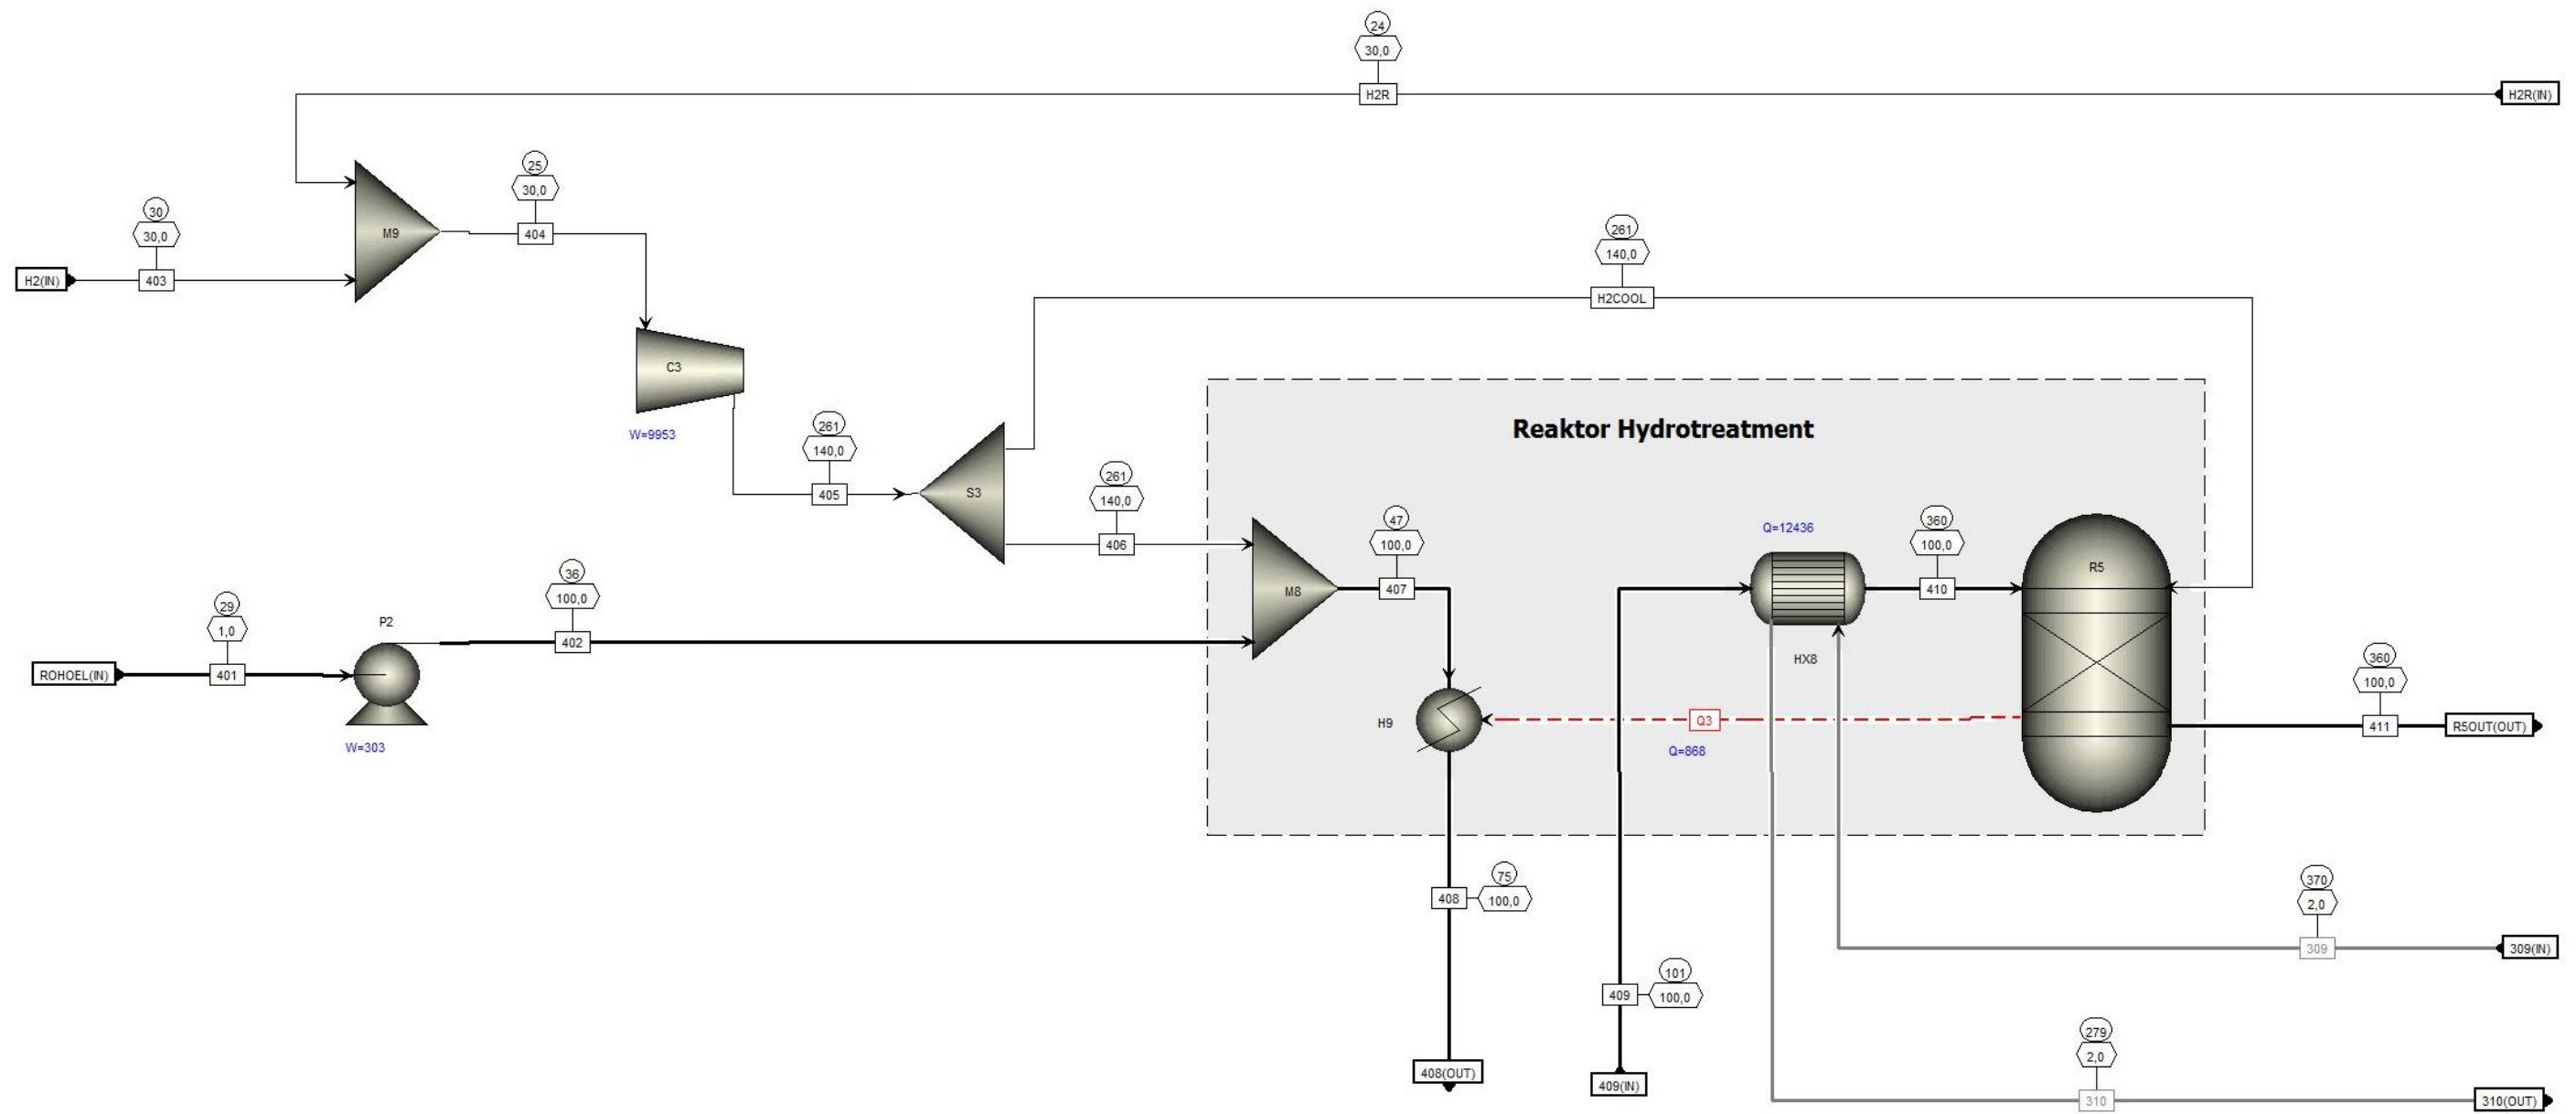 24
30,0
H2R
H2R(IN)
25
30,0
404
M9
30
30,0
403
H2(IN)
261
140,0
H2COOL
C3
W=9953
261
140,0
405
S3
261
140,0
406
Reaktor Hydrotreatment
47
100,0
407
M8
Q=12436
HX8
360
100,0
410
R5
36
100,0
402
29
1,0
401
ROHOEL(IN)
P2
W=303
H9
Q3
Q=868
360
100,0
411
R5OUT(OUT)
75
100,0
408
408(OUT)
101
100,0
409
409(IN)
370
2,0
309
309(IN)
279
2,0
310
310(OUT)